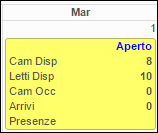 Mar
1
Aperto
Cam Disp 8
Letti Disp 10
Cam Occ 0
Arrivi 0
Presenze